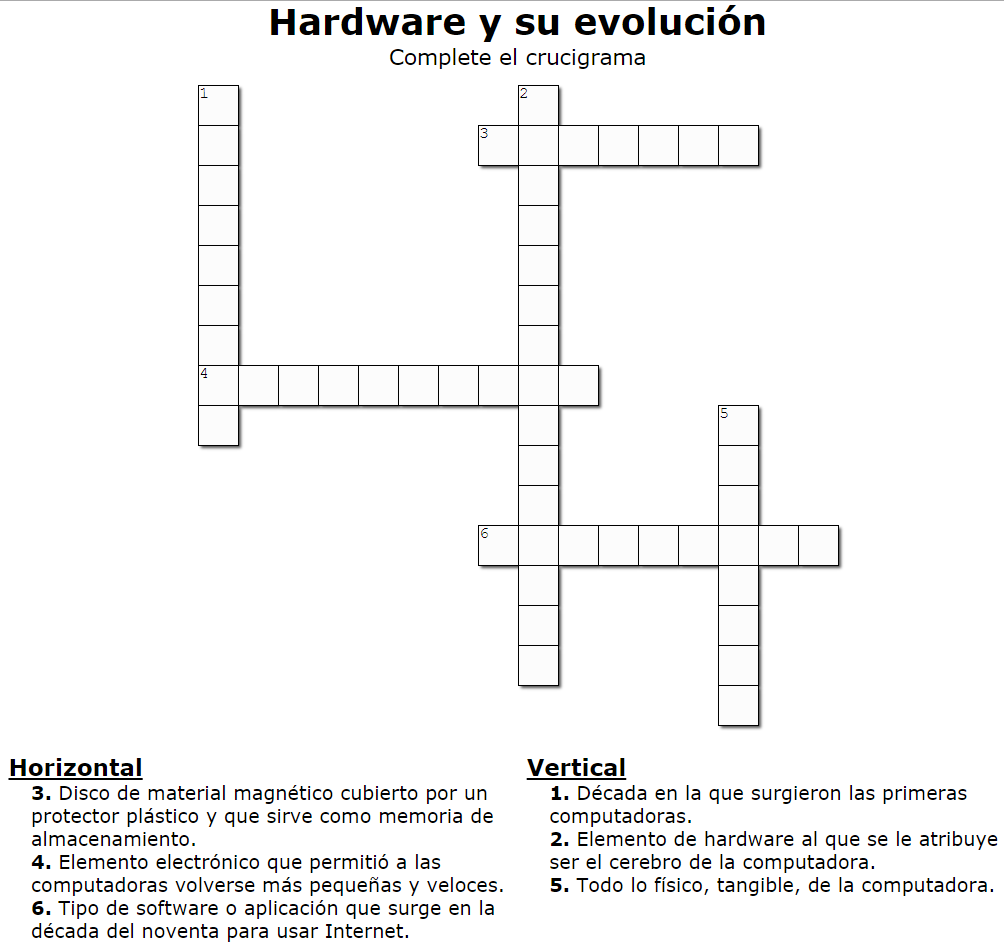 Hardware y su evolución
Complete el crucigrama
1
2
3
4
5
6
Horizontal
3. Disco de material magnético cubierto por un
protector plástico y que sirve como memoria de
almacenamiento.
4. Elemento electrónico que permitió a las
computadoras volverse más pequeñas y veloces.
6. Tipo de software o aplicación que surge en la
década del noventa para usar Internet.
Vertical
1. Década en la que surgieron las primeras
computadoras.
2. Elemento de hardware al que se le atribuye
ser el cerebro de la computadora.
5. Todo lo físico, tangible, de la computadora.